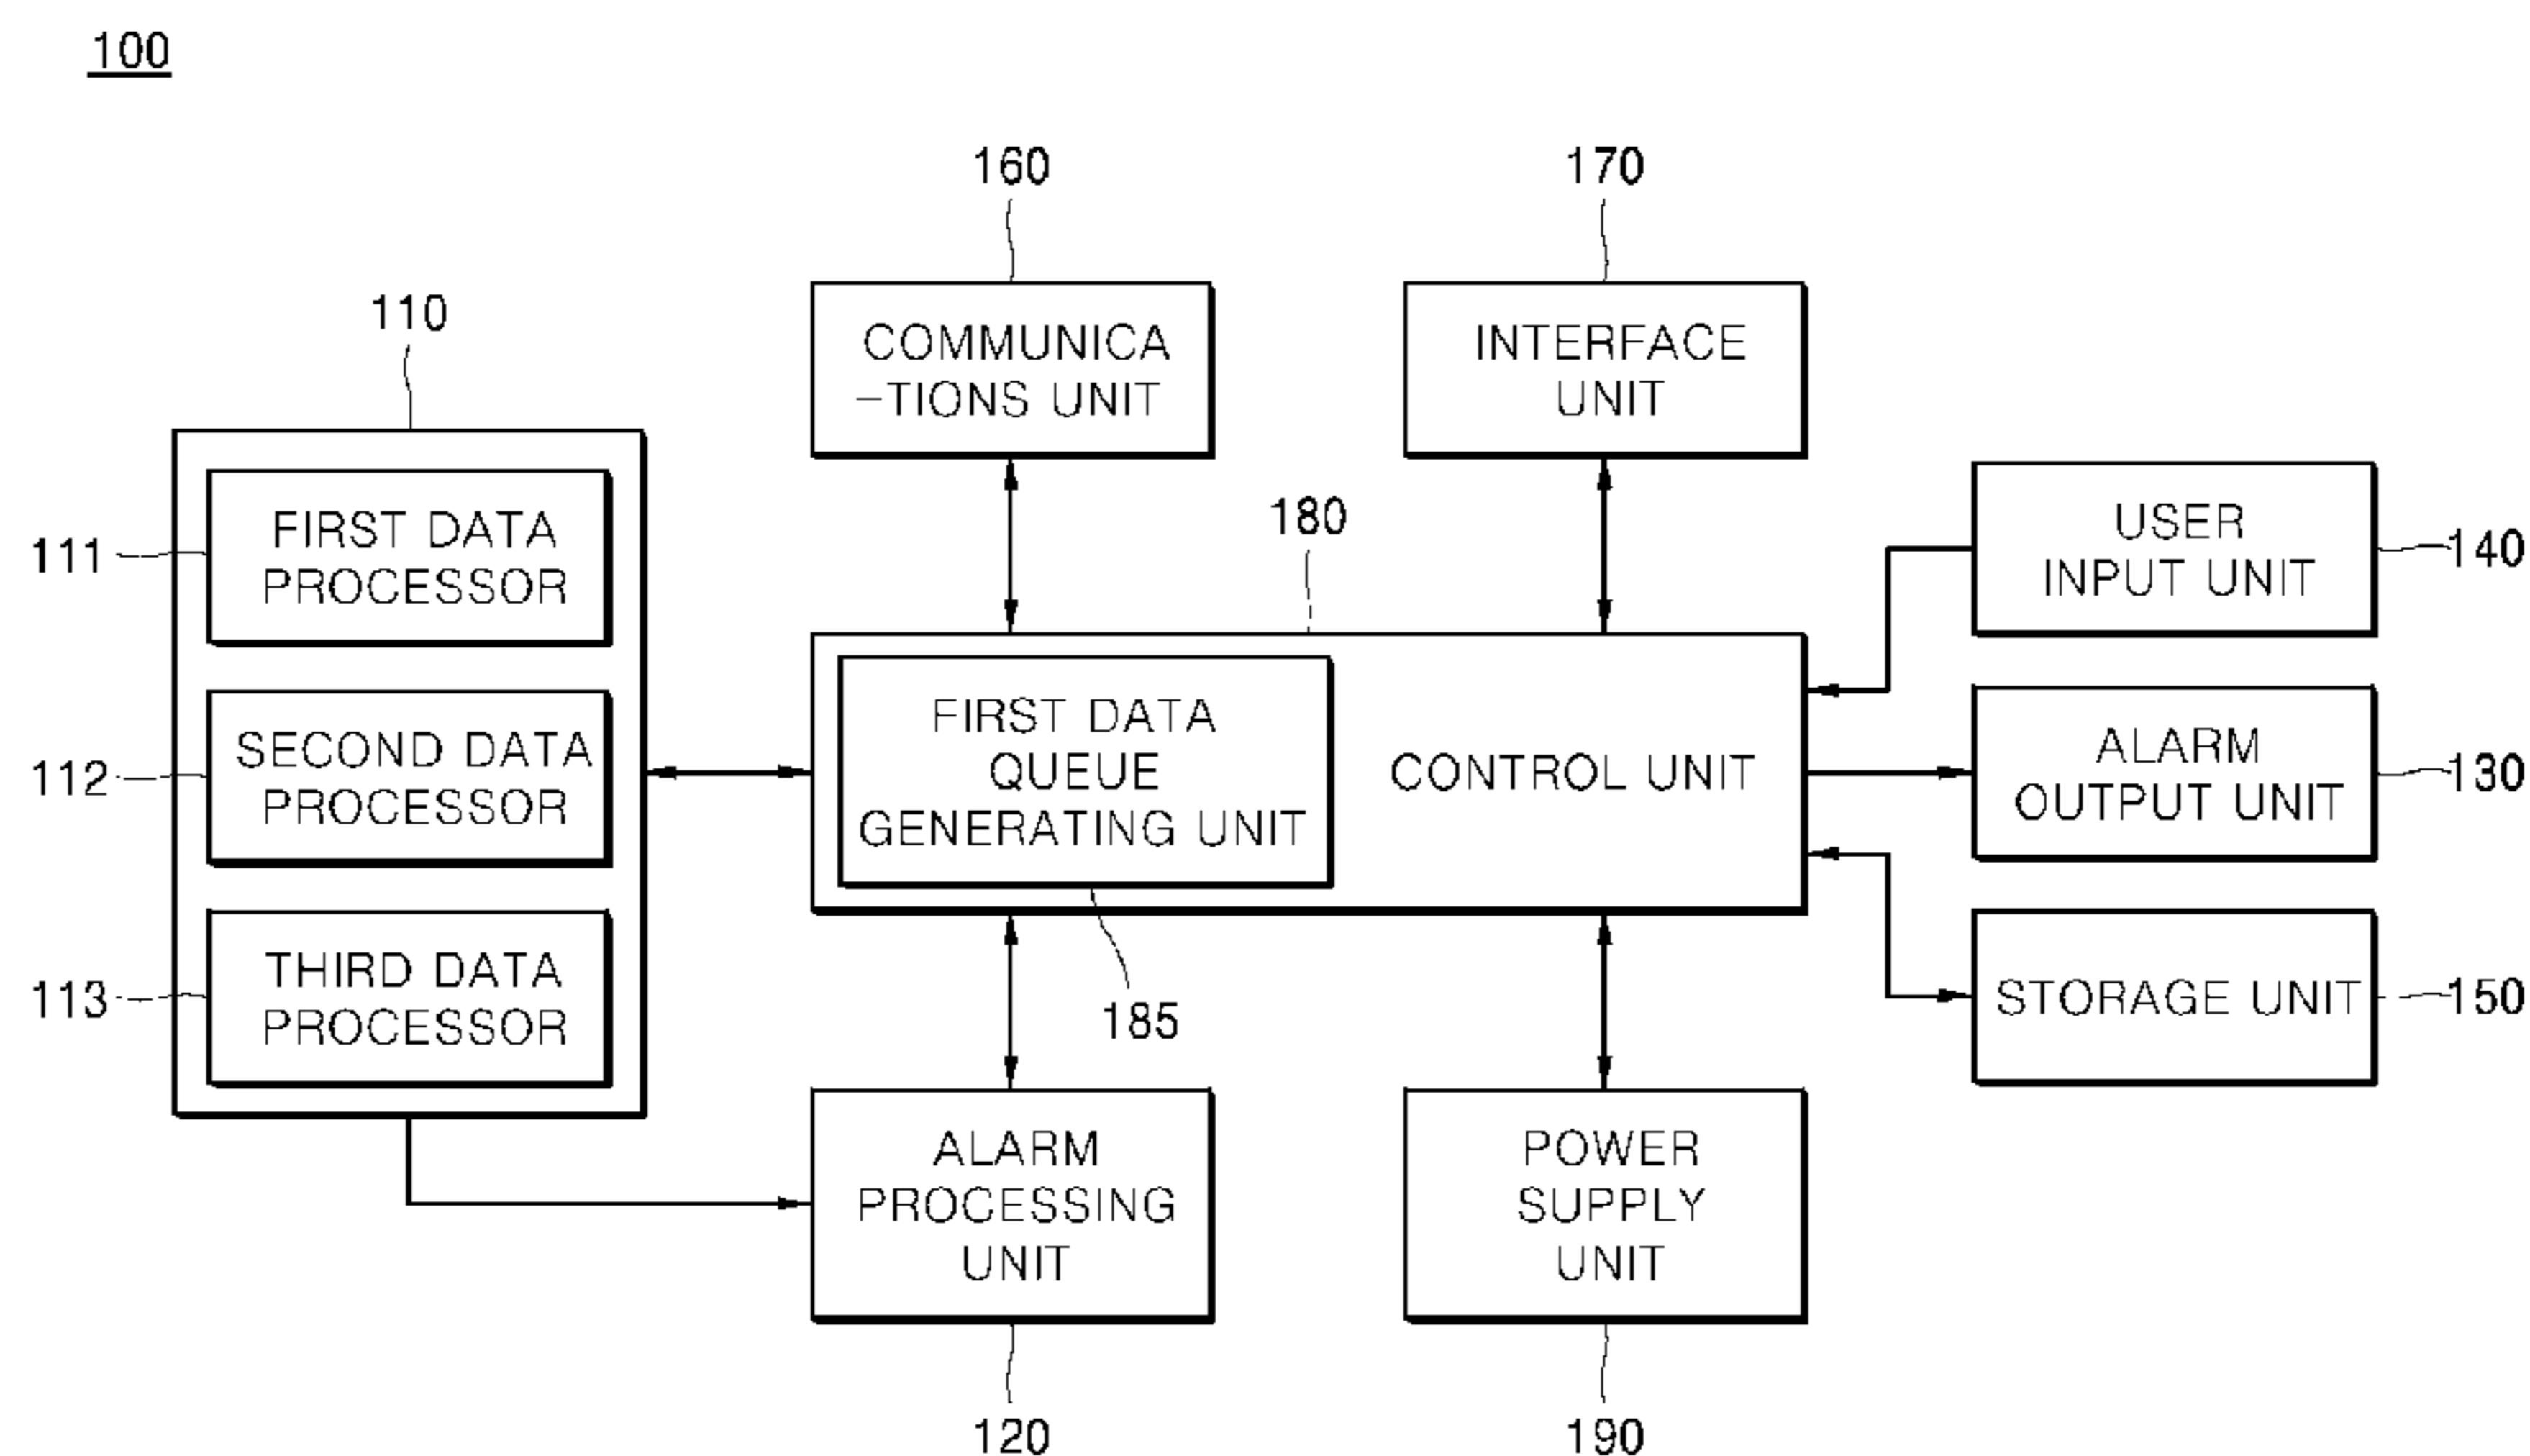 100
160
170
110
COMMUNICA
-TIONS UNIT
INTERFACE
UNIT
111
FIRST DATA
PROCESSOR
112
SECOND DATA
PROCESSOR
113
THIRD DATA
PROCESSOR
180
FIRST DATA
QUEUE
GENERATING UNIT
CONTROL UNIT
185
USER
INPUT UNIT
140
ALARM
OUTPUT UNIT
130
STORAGE UNIT
150
ALARM
PROCESSING
UNIT
POWER
SUPPLY
UNIT
120
190